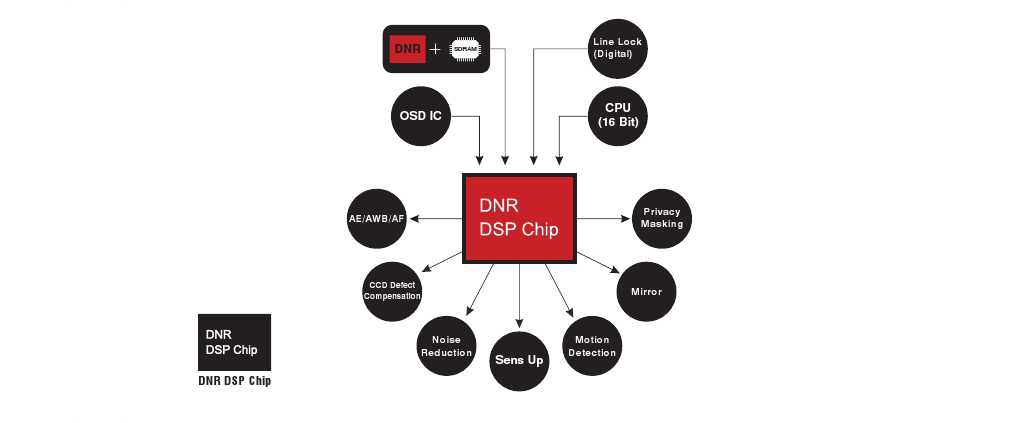 DNR + SDRAM
Line Lock
(Digital)
OSD IC
CPU
(16 Bit)
DNR
DSP Chip
AE/AWB/AF
Privacy
Masking
CCD Defect
Compensation
Mirror
Noise
Reduction
Sens Up
Motion
Detection
DNR
DSP Chip
DNR DSP Chip